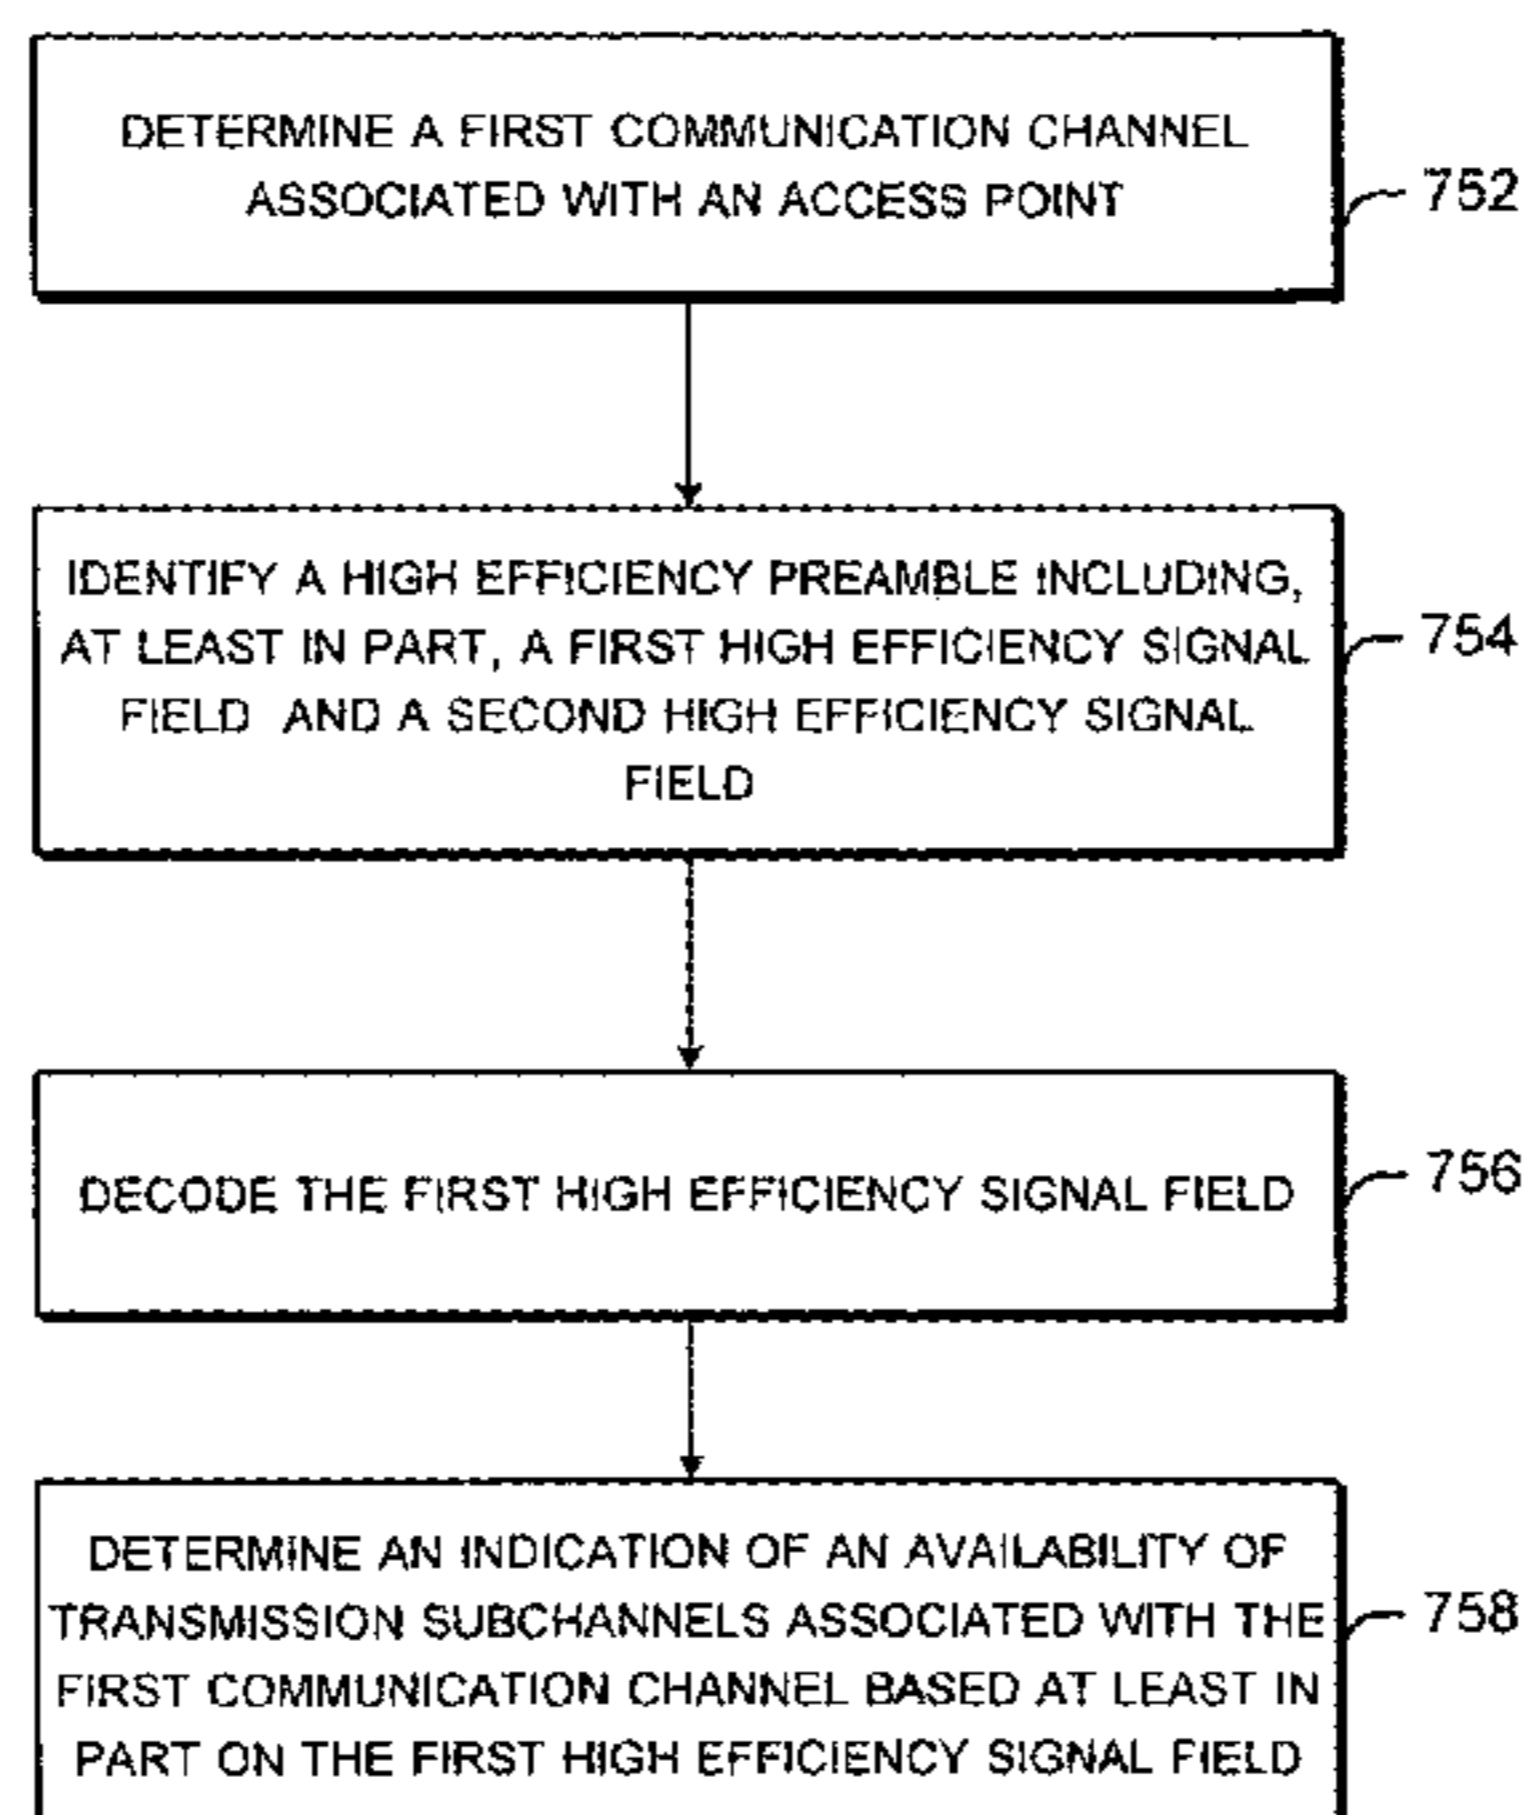 DETERMINE A FIRST COMMUNICATION CHANNEL
ASSOCIATED WITH AN ACCESS POINT
752
IDENTIFY A HIGH EFFICIENCY PREAMBLE INCLUDING,
AT LEAST IN PART, A FIRST HIGH EFFICIENCY SIGNAL
FIELD AND A SECOND HIGH EFFICIENCY SIGNAL
FIELD
754
DECODE THE FIRST HIGH EFFICIENCY SIGNAL FIELD
756
DETERMINE AN INDICATION OF AN AVAILABILITY OF
TRANSMISSION SUBCHANNELS ASSOCIATED WITH THE
FIRST COMMUNICATION CHANNEL BASED AT LEAST IN
PART ON THE FIRST HIGH EFFICIENCY SIGNAL FIELD
758